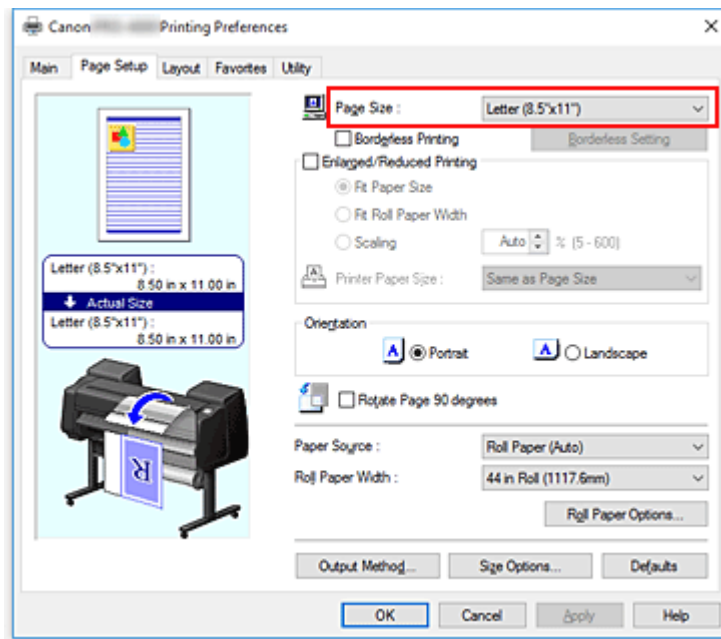 Canon Printing Preferences
Main Page Setup Layout Favorites Utility
Page Size : Letter (8.5"x11")
Borderless Printing Borderless Setting
Enlarged/Reduced Printing
Fit Paper Size
Fit Roll Paper Width
Scaling Auto % (5 - 600)
Printer Paper Size : Same as Page Size
Letter (8.5"x11") :
8.50 in x 11.00 in
Actual Size
Letter (8.5"x11") :
8.50 in x 11.00 in
Orientation
A Portrait A Landscape
Rotate Page 90 degrees
Paper Source : Roll Paper (Auto)
Roll Paper Width : 44 in Roll (1117.6mm)
R
Roll Paper Options...
Output Method... Size Options... Defaults
OK Cancel Apply Help